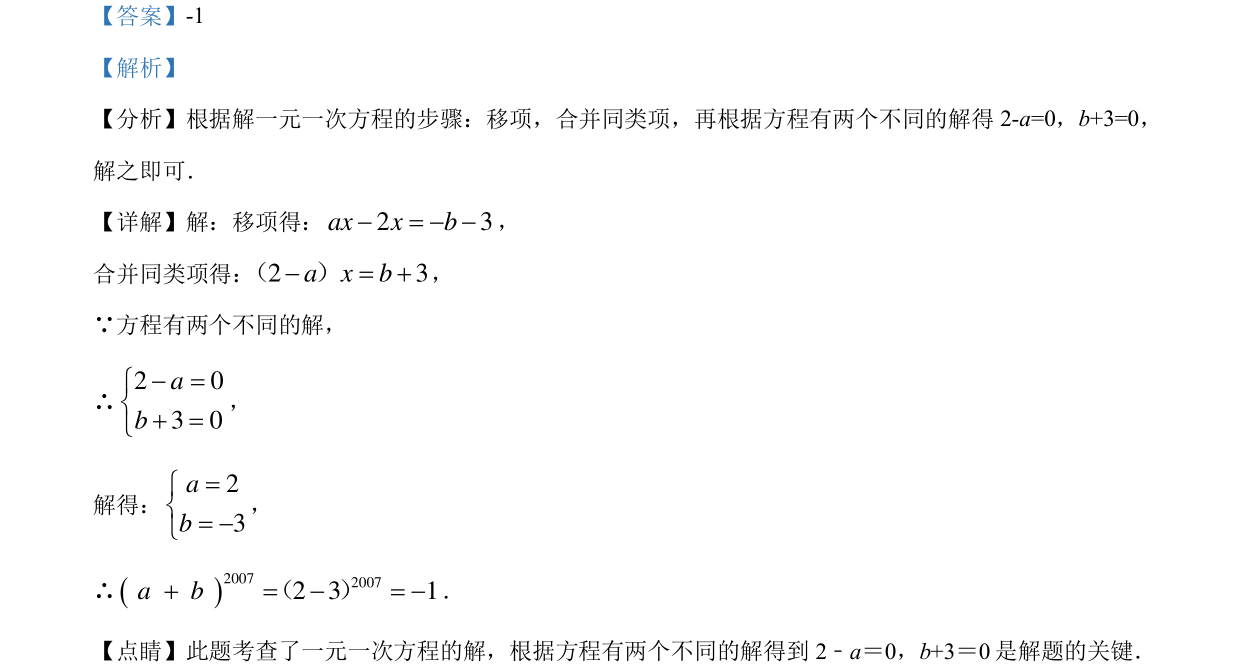 【答案】-1
【解析】
【分析】根据解一元一次方程的步骤：移项，合并同类项，再根据方程有两个不同的解得 2-a=0，b+3=0，
解之即可．
【详解】解：移项得：ax－2x＝－b－3，
合并同类项得：（2－a）x＝b＋3，
∵方程有两个不同的解，
∴{2－a＝0
b＋3＝0，
解得：{a＝2
b＝－3，
∴( a + b )^2007 =(2－3)^2007 =－1．
【点睛】此题考查了一元一次方程的解，根据方程有两个不同的解得到 2﹣a＝0，b+3＝0 是解题的关键．